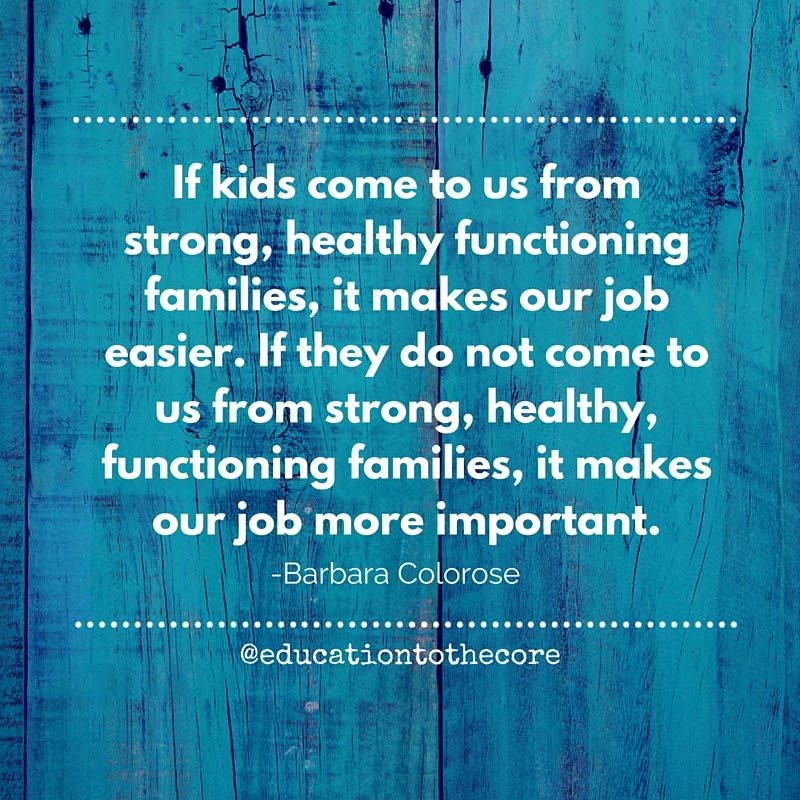 If kids come to us from
strong, healthy functioning
families, it makes our job
easier. If they do not come to
us from strong, healthy,
functioning families, it makes
our job more important.
-Barbara Colorose
@educationtothecore